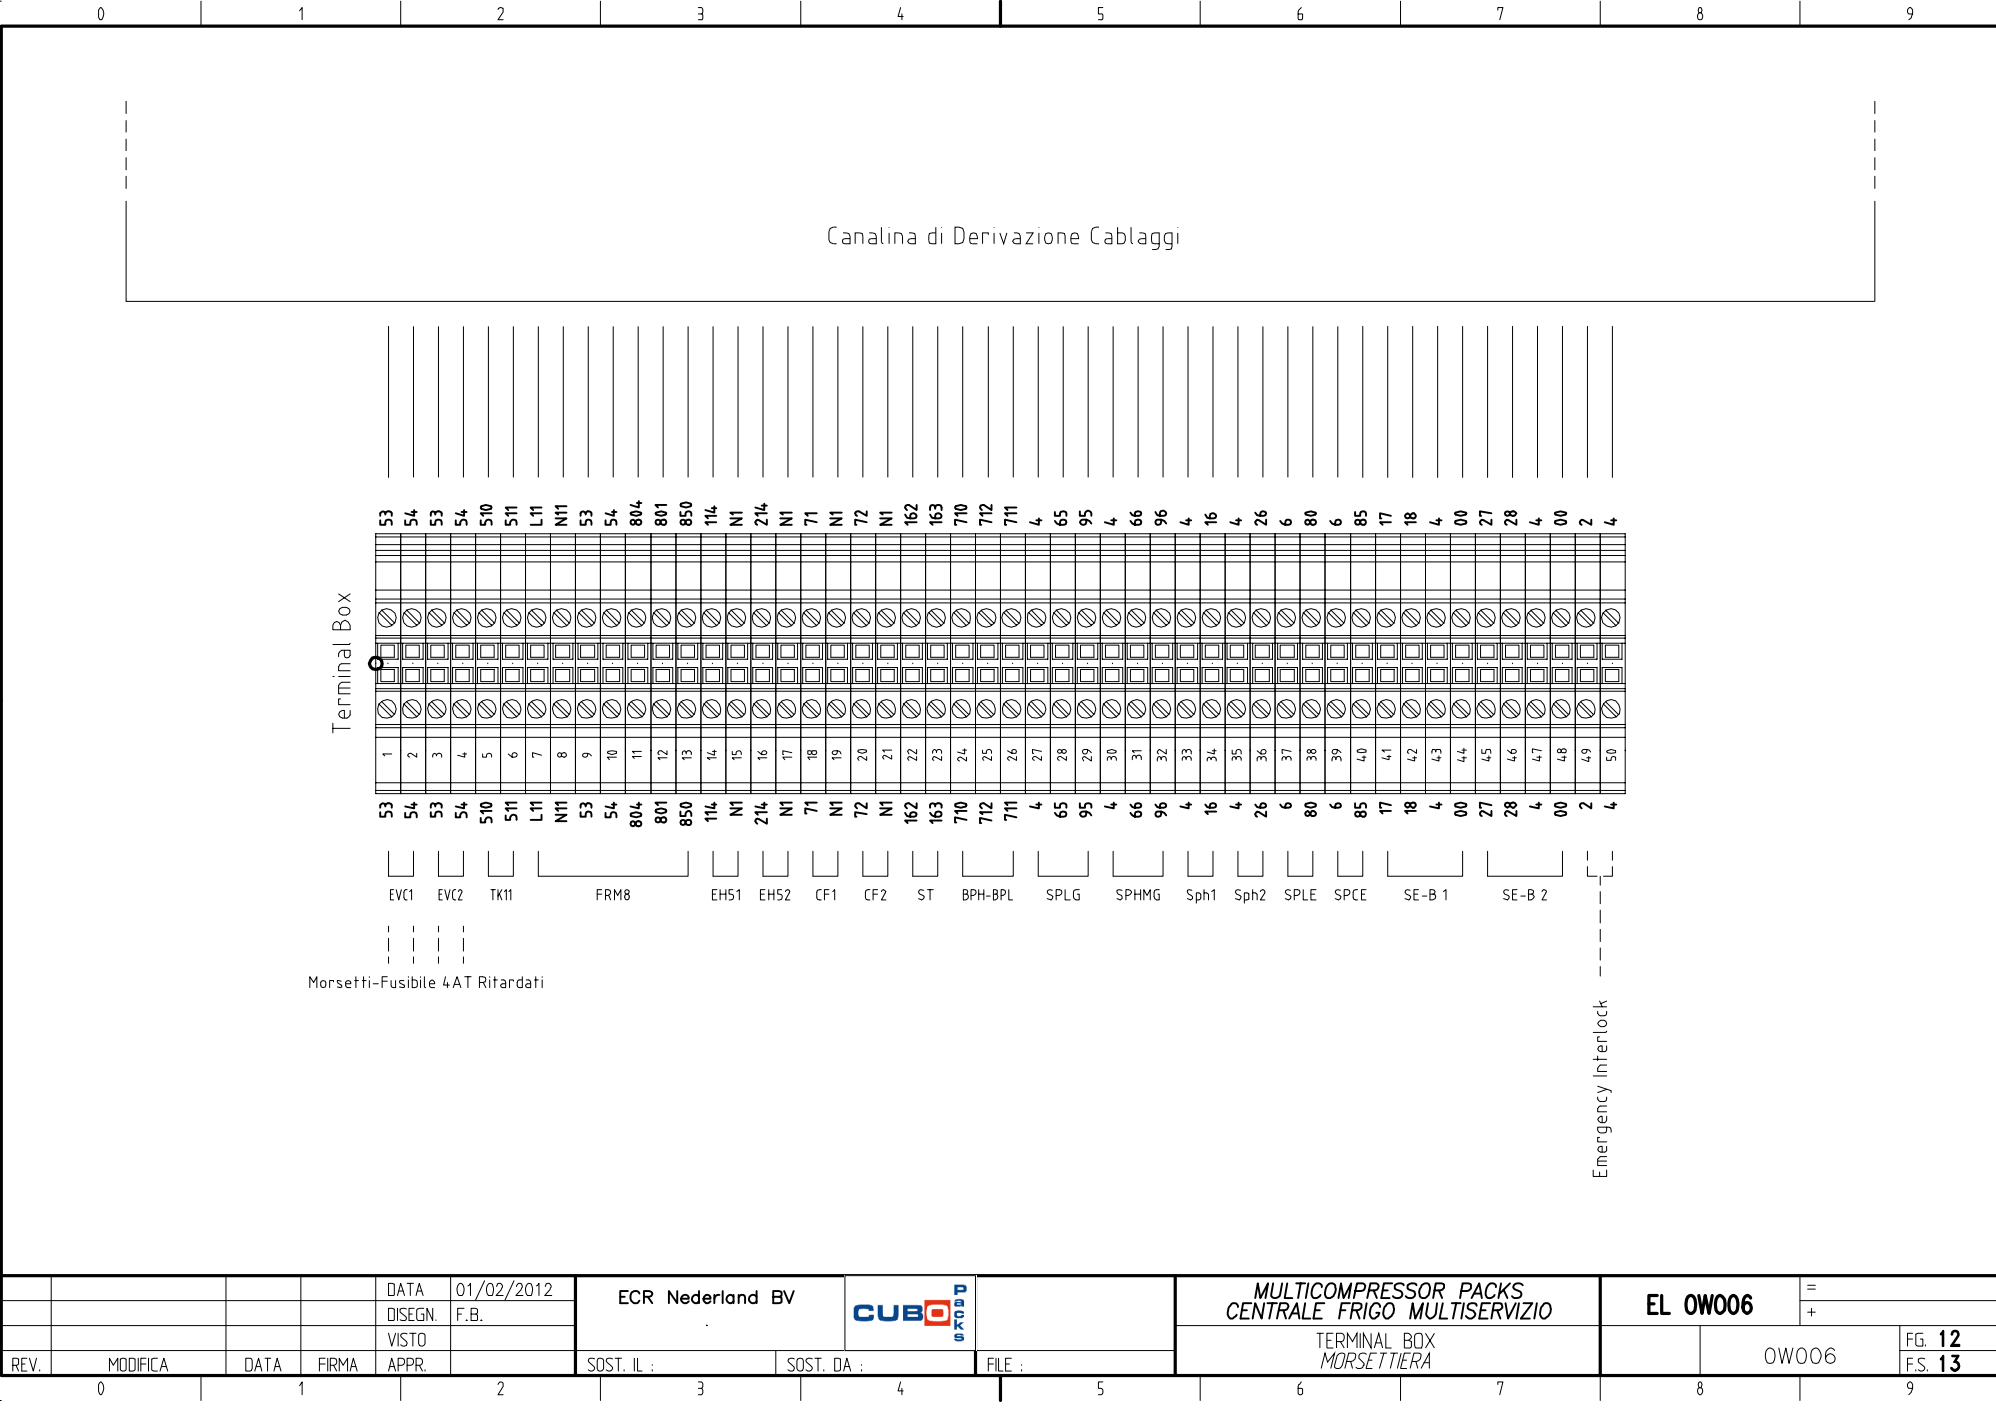 0 1 2 3 4 5 6 7 8 9
Canalina di Derivazione Cablaggi
53 54 53 54 510 511 L11 N11 53 54 804 801 850 114 N1 214 N1 71 N1 72 N1 162 163 710 712 711 4 65 95 4 66 96 4 16 4 26 6 80 6 85 17 18 4 00 27 28 4 00 2 4
Terminal Box
1 2 3 4 5 6 7 8 9 10 11 12 13 14 15 16 17 18 19 20 21 22 23 24 25 26 27 28 29 30 31 32 33 34 35 36 37 38 39 40 41 42 43 44 45 46 47 48 49 50
53 54 53 54 510 511 L11 N11 53 54 804 801 850 114 N1 214 N1 71 N1 72 N1 162 163 710 712 711 4 65 95 4 66 96 4 16 4 26 6 80 6 85 17 18 4 00 27 28 4 00 2 4
EVC1 EVC2 TK11 FRM8 EH51 EH52 CF1 CF2 ST BPH-BPL SPLG SPHMG Sph1 Sph2 SPLE SPCE SE-B 1 SE-B 2
Morsetti-Fusibile 4AT Ritardati
Emergency Interlock
DATA 01/02/2012
DISEGN. F.B.
VISTO
REV. MODIFICA DATA FIRMA APPR.
ECR Nederland BV
.
SOST. IL : SOST. DA : FILE :
CUBO Packs
MULTICOMPRESSOR PACKS
CENTRALE FRIGO MULTISERVIZIO
TERMINAL BOX
MORSETTIERA
EL 0W006
=
+
0W006
FG. 12
F.S. 13
0 1 2 3 4 5 6 7 8 9